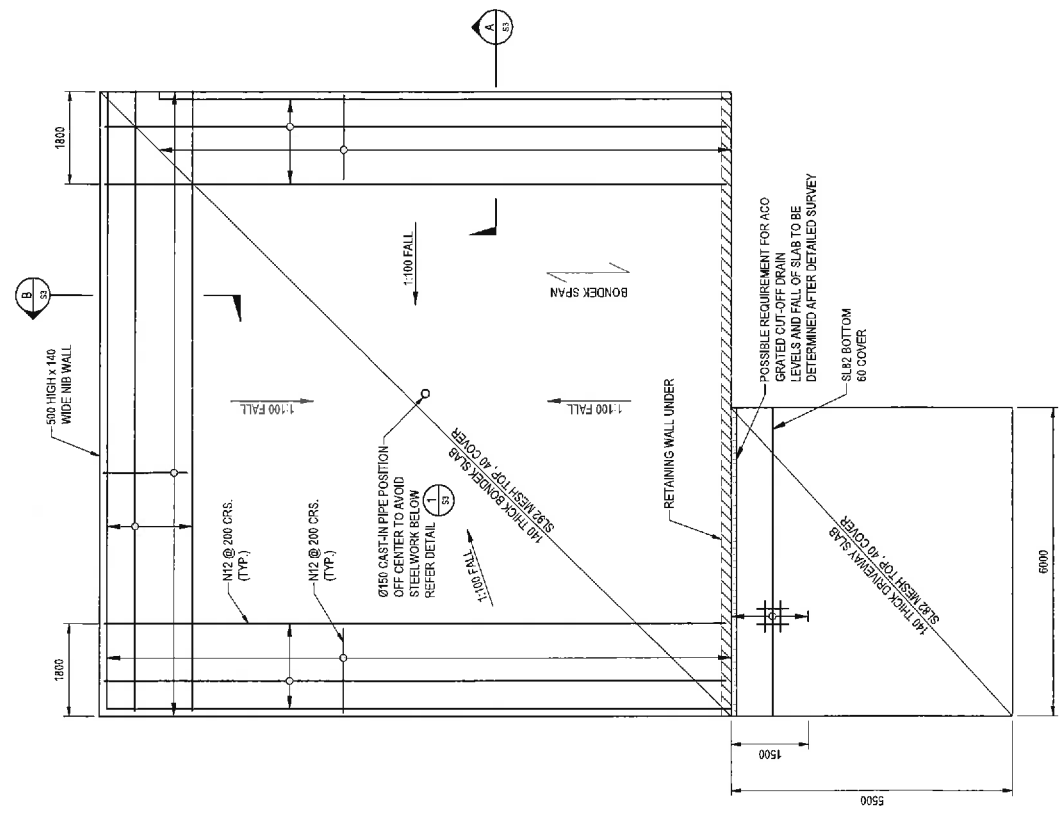 A
S3
B
S3
1800
500 HIGH x 140
WIDE NIB WALL
1:100 FALL
BONDEK SPAN
1:100 FALL
1:100 FALL
POSSIBLE REQUIREMENT FOR ACO
GRATED CUT-OFF DRAIN
LEVELS AND FALL OF SLAB TO BE
DETERMINED AFTER DETAILED SURVEY
SL82 BOTTOM
60 COVER
140 THICK BONDEK SLAB
SL92 MESH TOP, 40 COVER
RETAINING WALL UNDER
N12 @ 200 CRS.
(TYP.)
N12 @ 200 CRS.
(TYP.)
Ø150 CAST-IN PIPE POSITION
OFF CENTER TO AVOID
STEELWORK BELOW
REFER DETAIL
1
S3
1:100 FALL
140 THICK DRIVEWAY SLAB
SL82 MESH TOP, 40 COVER
1800
6000
1500
5500